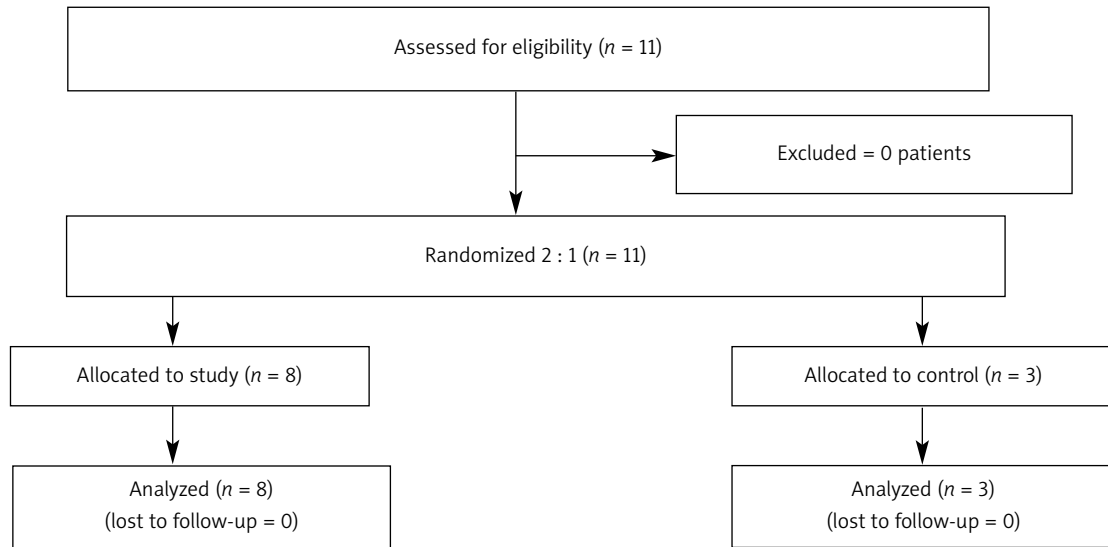 Assessed for eligibility (n = 11)
Excluded = 0 patients
Randomized 2 : 1 (n = 11)
Allocated to study (n = 8)
Allocated to control (n = 3)
Analyzed (n = 8)
(lost to follow-up = 0)
Analyzed (n = 3)
(lost to follow-up = 0)